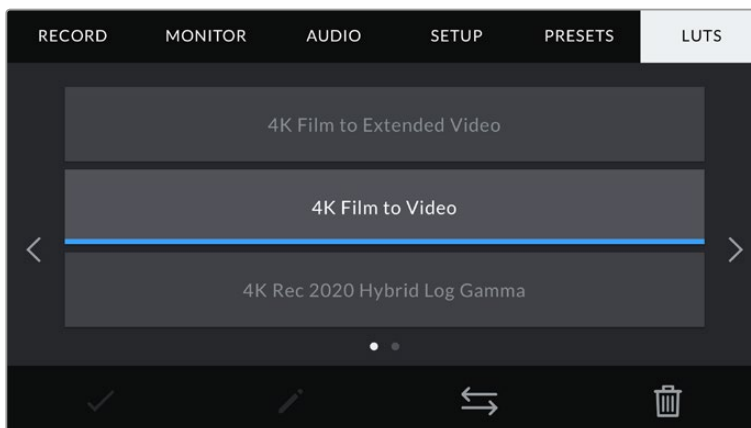 RECORD MONITOR AUDIO SETUP PRESETS LUTS
4K Film to Extended Video
4K Film to Video
4K Rec 2020 Hybrid Log Gamma